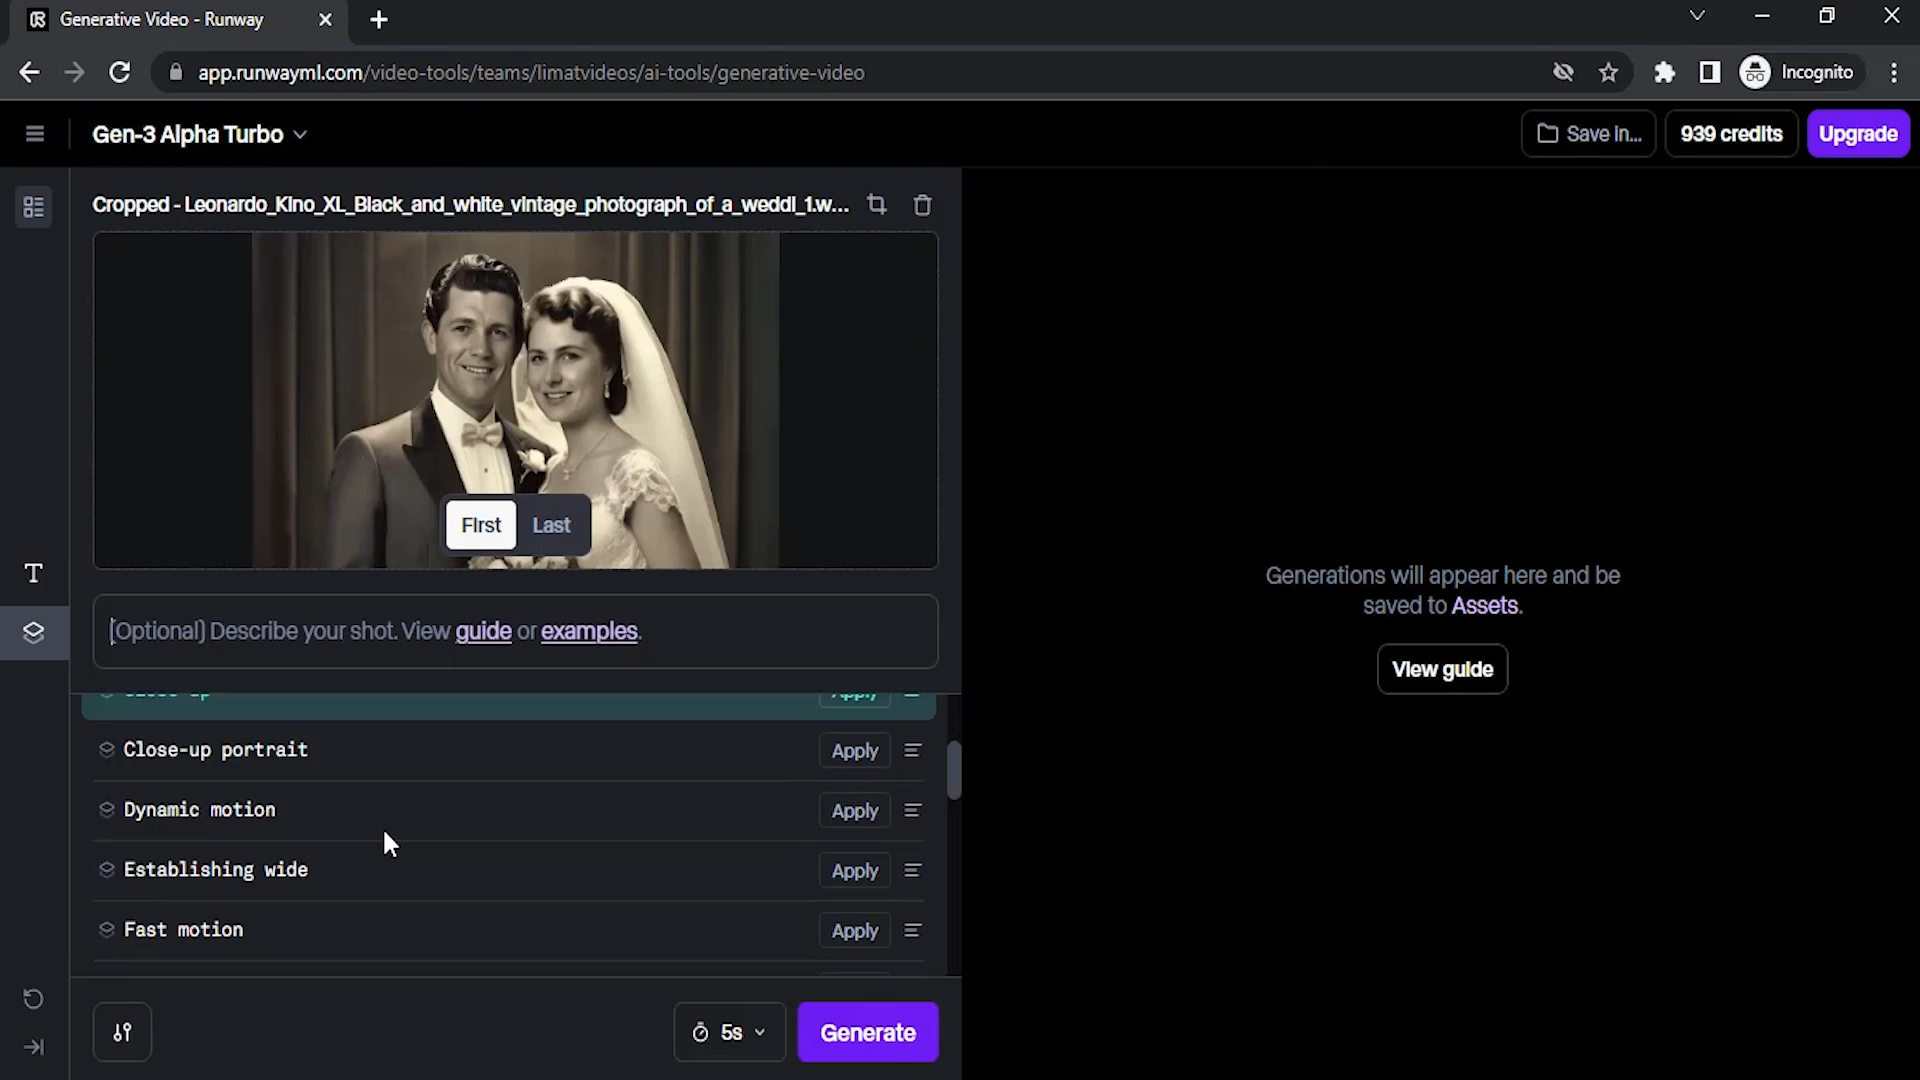 Generative Video - Runway
app.runwayml.com/video-tools/teams/limatvideos/ai-tools/generative-video
Incognito
Gen-3 Alpha Turbo
Save in...
939 credits
Upgrade
Cropped - Leonardo_Kino_XL_Black_and_white_vintage_photograph_of_a_weddi_1.w...
First
Last
[Optional] Describe your shot. View guide or examples.
Close-up
Apply
Close-up portrait
Apply
Dynamic motion
Apply
Establishing wide
Apply
Fast motion
Apply
5s
Generate
Generations will appear here and be
saved to Assets.
View guide